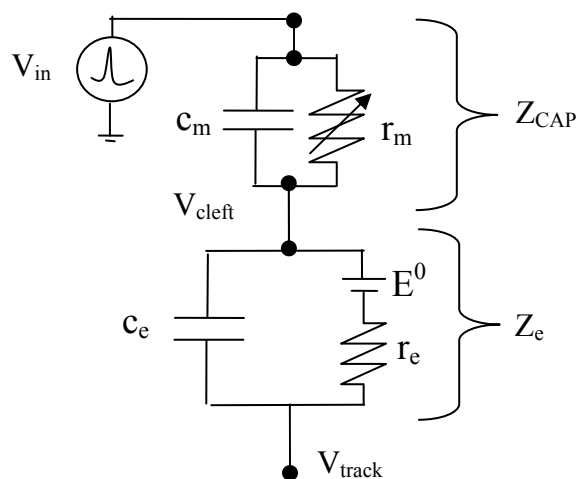 V_in
c_m
r_m
Z_CAP
V_cleft
E^0
c_e
r_e
Z_e
V_track